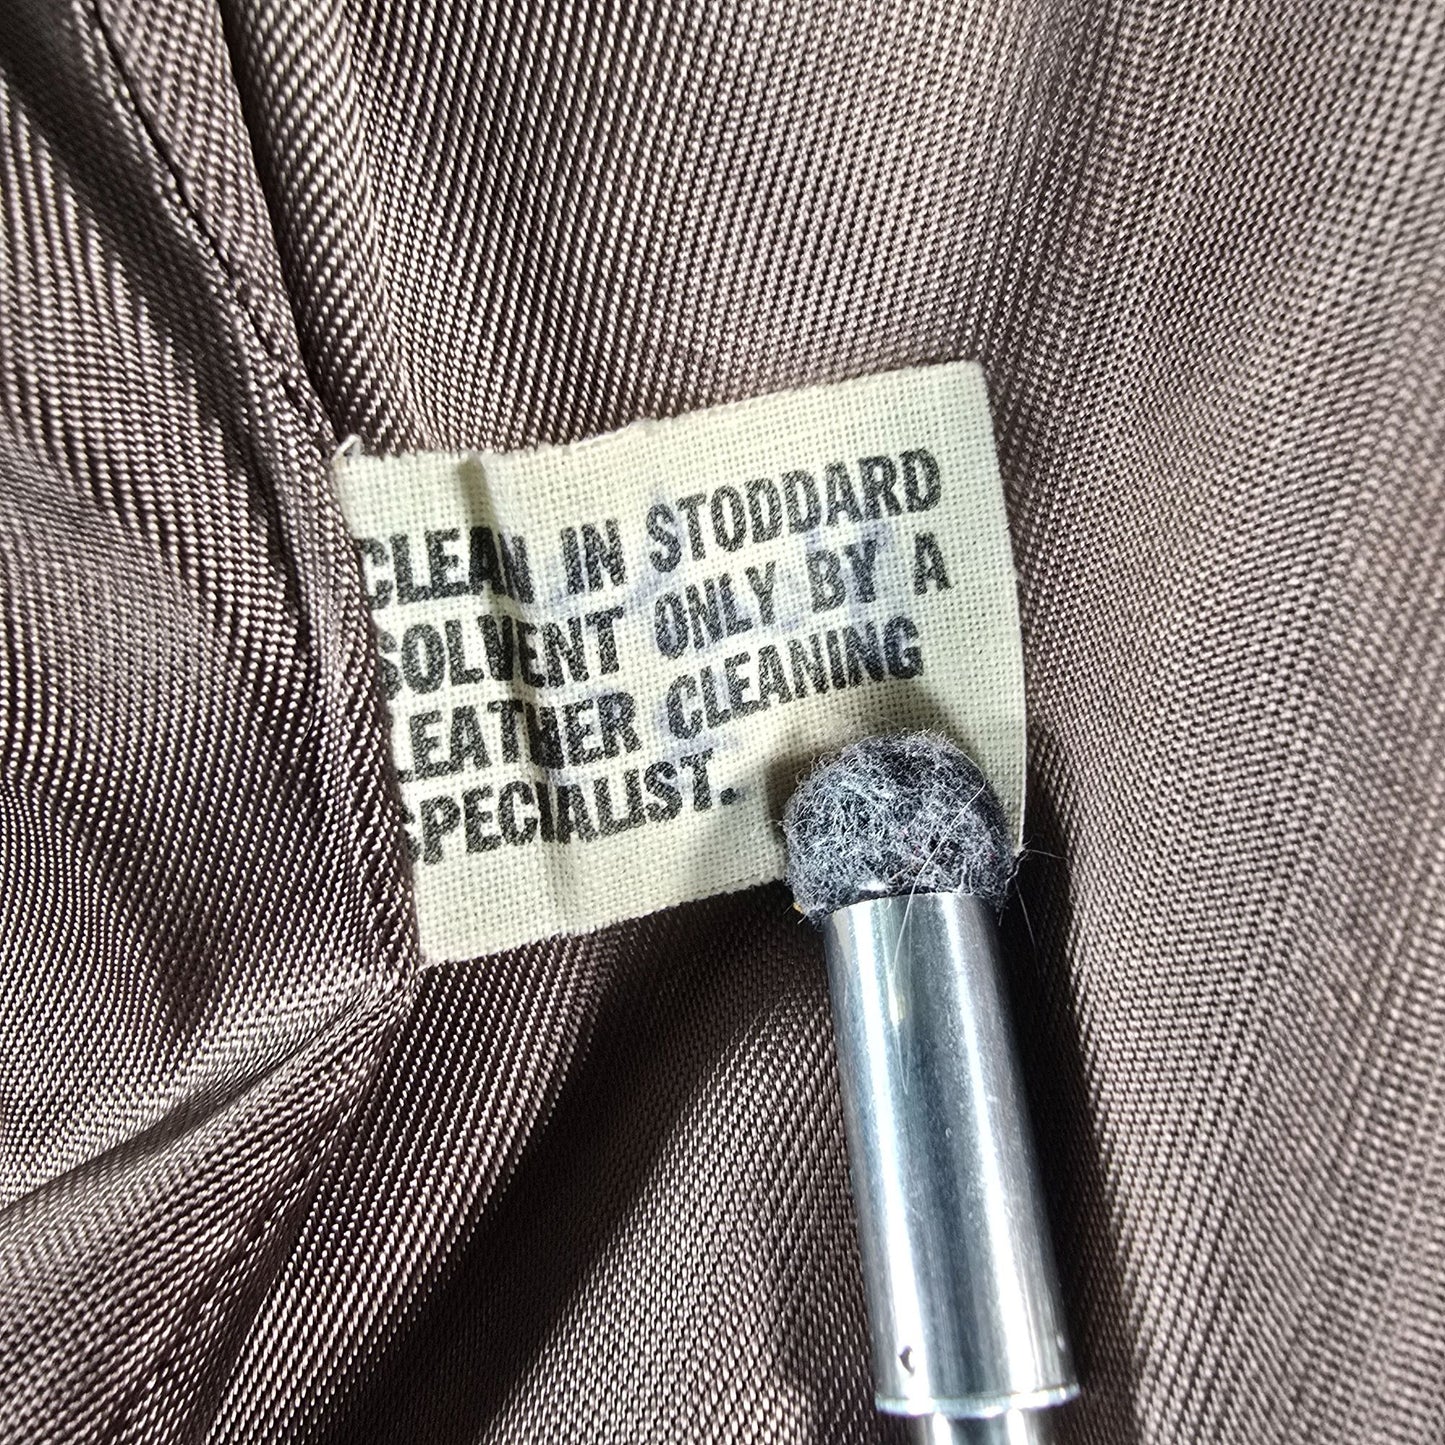 CLEAN IN STODDARD
SOLVENT ONLY BY A
LEATHER CLEANING
SPECIALIST.